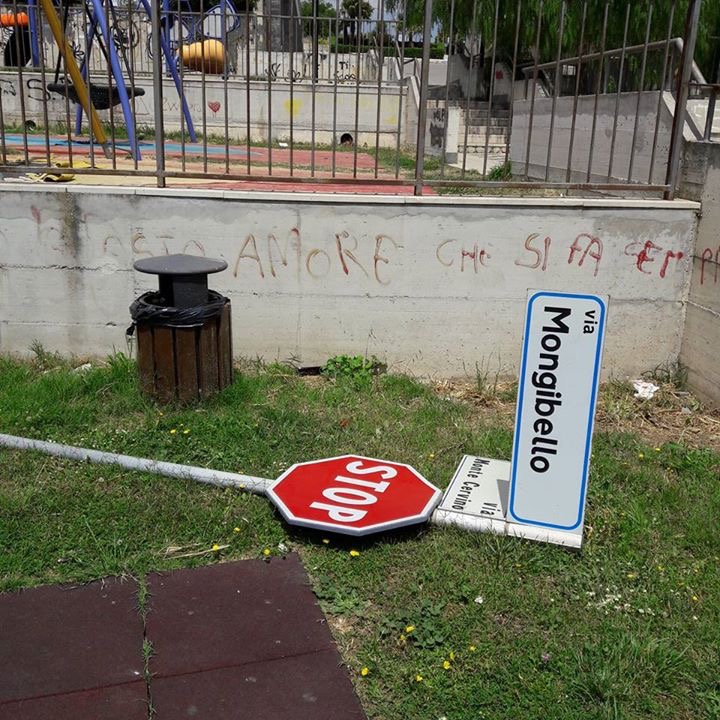 AMORE CHE SI FA
STOP
via
Monte Cervino
via
Mongibello